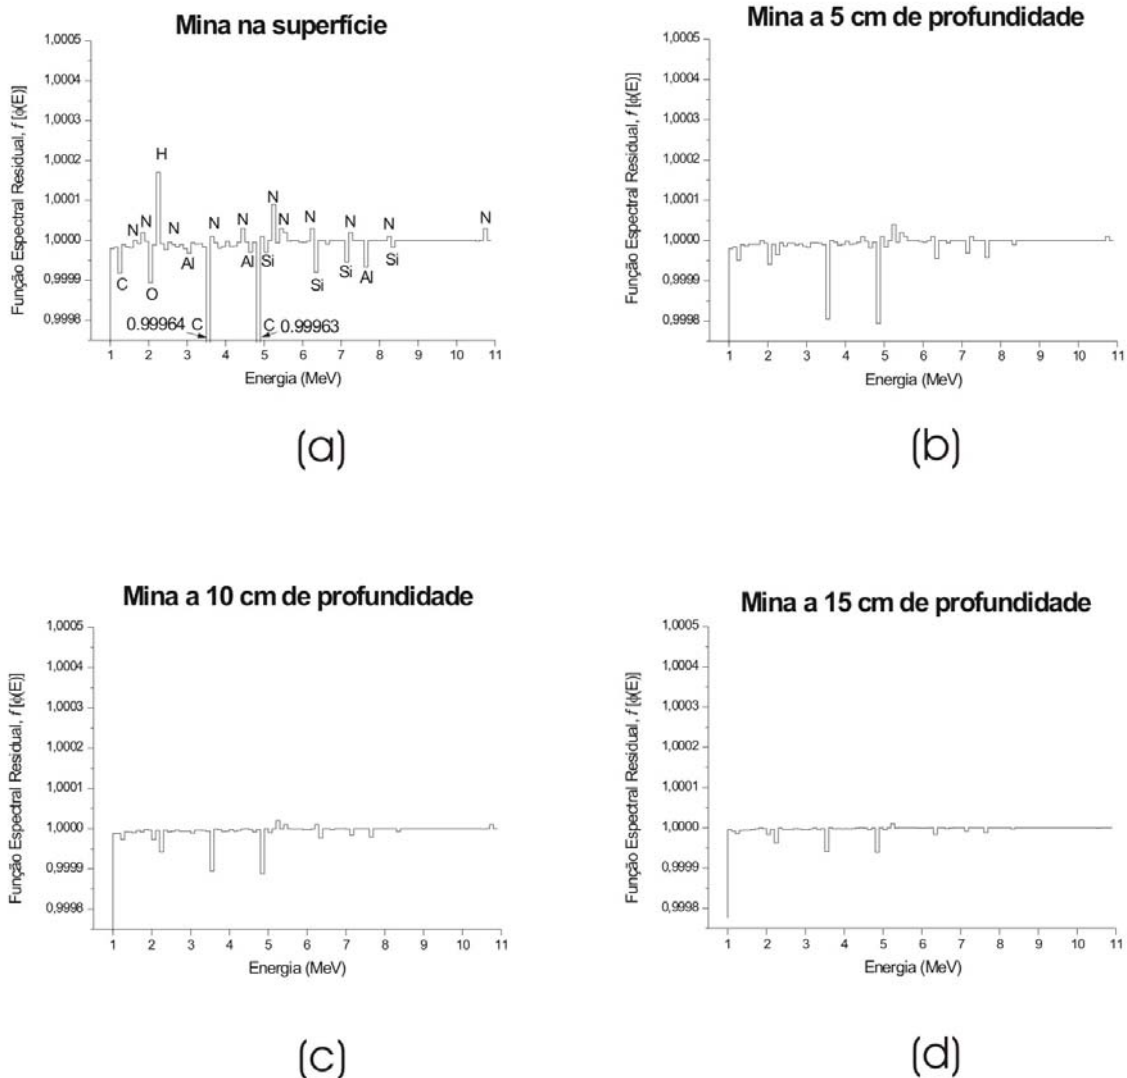 Mina na superfície
Função Espectral Residual, f [ϕ(E)]
1,0005
1,0004
1,0003
1,0002
1,0001
1,0000
0,9999
0,9998
H
N
N
N
N
N
N
N
N
N
N
N
C
O
Al
Al
Si
Si
Si
Al
Si
0.99964 C
C 0.99963
1 2 3 4 5 6 7 8 9 10 11
Energia (MeV)
(a)
Mina a 5 cm de profundidade
Função Espectral Residual, f [ϕ(E)]
1,0005
1,0004
1,0003
1,0002
1,0001
1,0000
0,9999
0,9998
1 2 3 4 5 6 7 8 9 10 11
Energia (MeV)
(b)
Mina a 10 cm de profundidade
Função Espectral Residual, f [ϕ(E)]
1,0005
1,0004
1,0003
1,0002
1,0001
1,0000
0,9999
0,9998
1 2 3 4 5 6 7 8 9 10 11
Energia (MeV)
(c)
Mina a 15 cm de profundidade
Função Espectral Residual, f [ϕ(E)]
1,0005
1,0004
1,0003
1,0002
1,0001
1,0000
0,9999
0,9998
1 2 3 4 5 6 7 8 9 10 11
Energia (MeV)
(d)